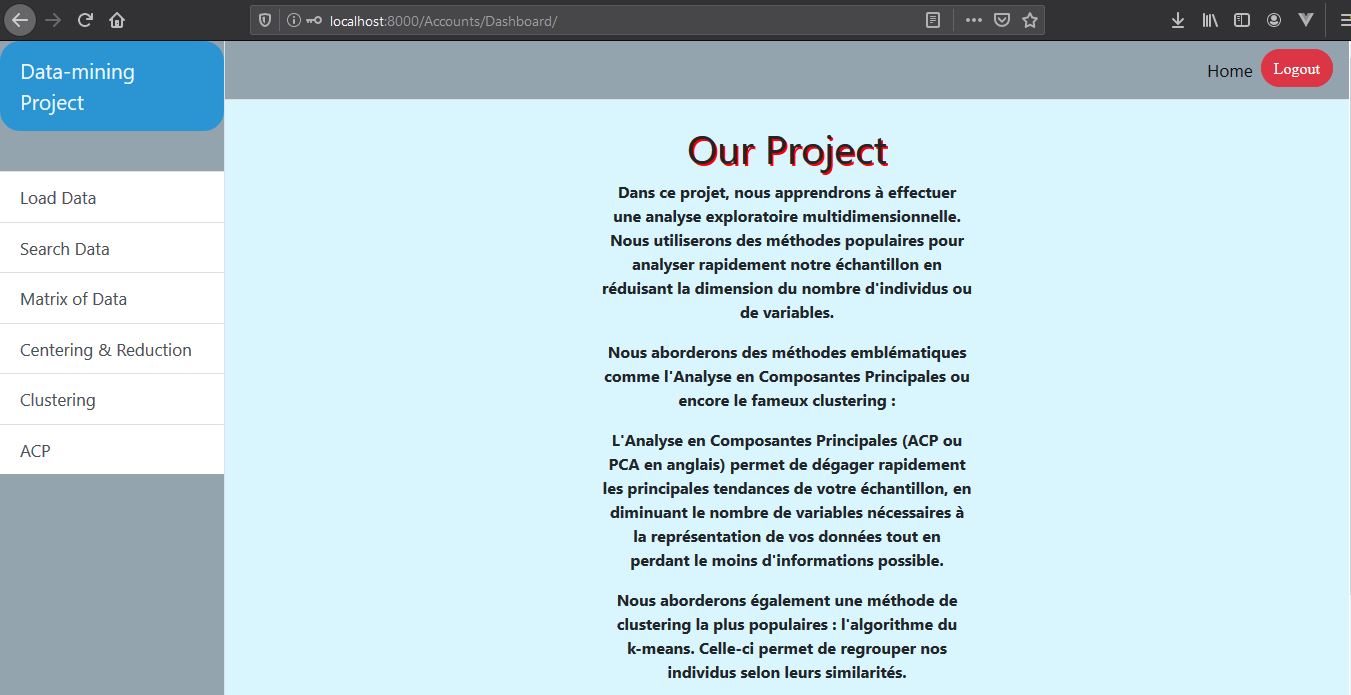 localhost:8000/Accounts/Dashboard/
Data-mining
Project
Home
Logout
Load Data
Search Data
Matrix of Data
Centering & Reduction
Clustering
ACP
Our Project
Dans ce projet, nous apprendrons à effectuer
une analyse exploratoire multidimensionnelle.
Nous utiliserons des méthodes populaires pour
analyser rapidement notre échantillon en
réduisant la dimension du nombre d'individus ou
de variables.
Nous aborderons des méthodes emblématiques
comme l'Analyse en Composantes Principales ou
encore le fameux clustering :
L'Analyse en Composantes Principales (ACP ou
PCA en anglais) permet de dégager rapidement
les principales tendances de votre échantillon, en
diminuant le nombre de variables nécessaires à
la représentation de vos données tout en
perdant le moins d'informations possible.
Nous aborderons également une méthode de
clustering la plus populaires : l'algorithme du
k-means. Celle-ci permet de regrouper nos
individus selon leurs similarités.